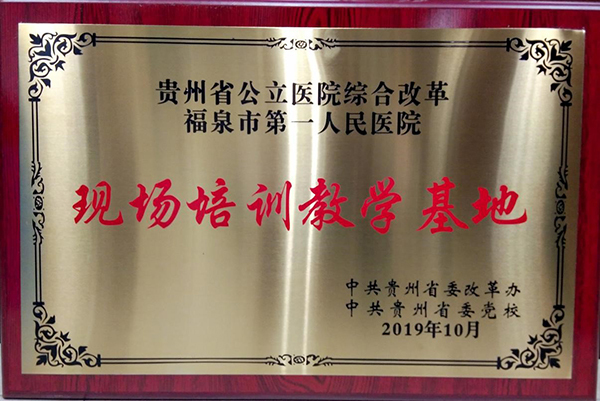 贵州省公立医院综合改革
福泉市第一人民医院
现场培训教学基地
中共贵州省委改革办
中共贵州省委党校
2019年10月